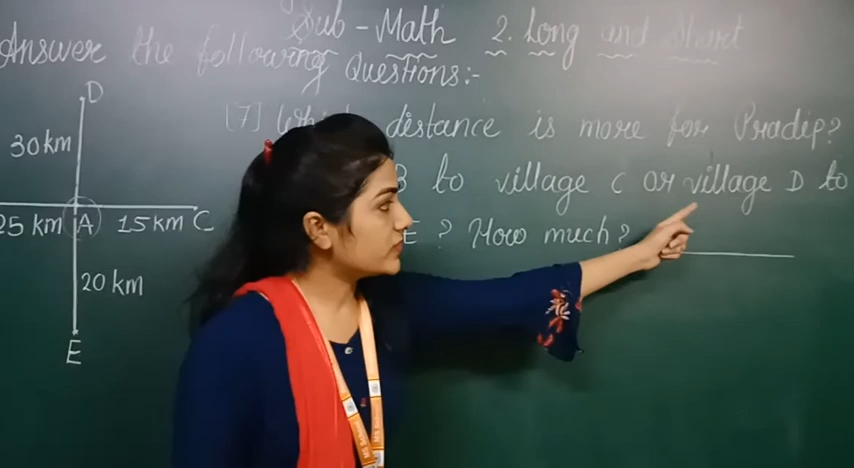 Sub - Math 2. Long and Short
Answer the following Questions:-
D
30 km
25 km A 15 km C
20 km
E
[7] Which distance is more for Pradip?
B to village C or village D to
E ? How much?